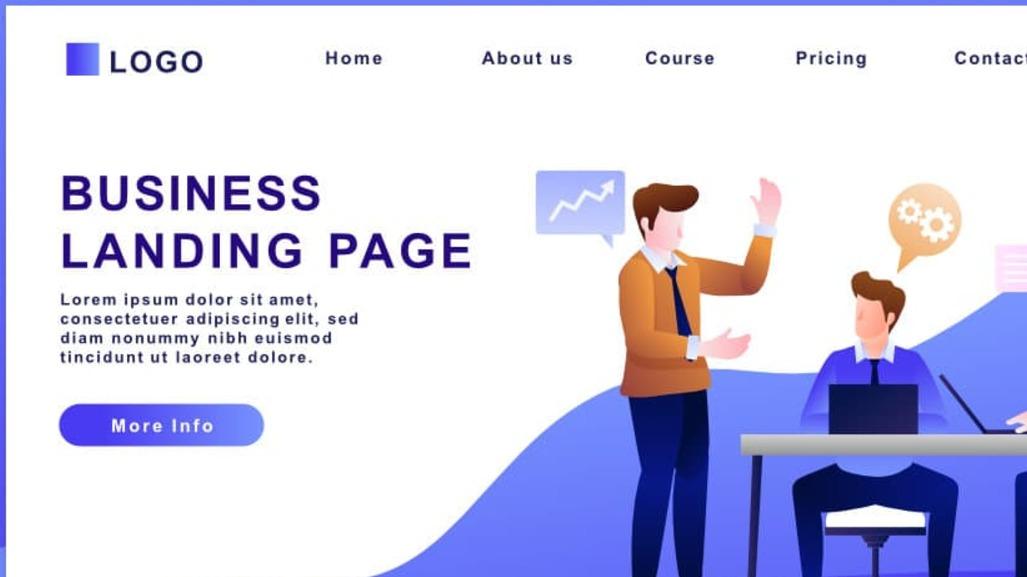 LOGO
Home
About us
Course
Pricing
Contact
BUSINESS
LANDING PAGE
Lorem ipsum dolor sit amet,
consectetuer adipiscing elit, sed
diam nonummy nibh euismod
tincidunt ut laoreet dolore.
More Info